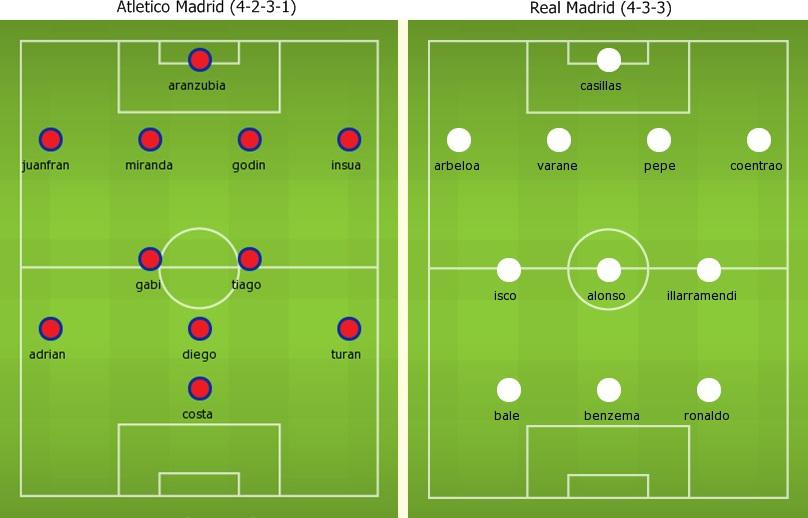 Atletico Madrid (4-2-3-1)
aranzubia
juanfran miranda godin insua
gabi tiago
adrian diego turan
costa
Real Madrid (4-3-3)
casillas
arbeloa varane pepe coentrao
isco alonso illarramendi
bale benzema ronaldo